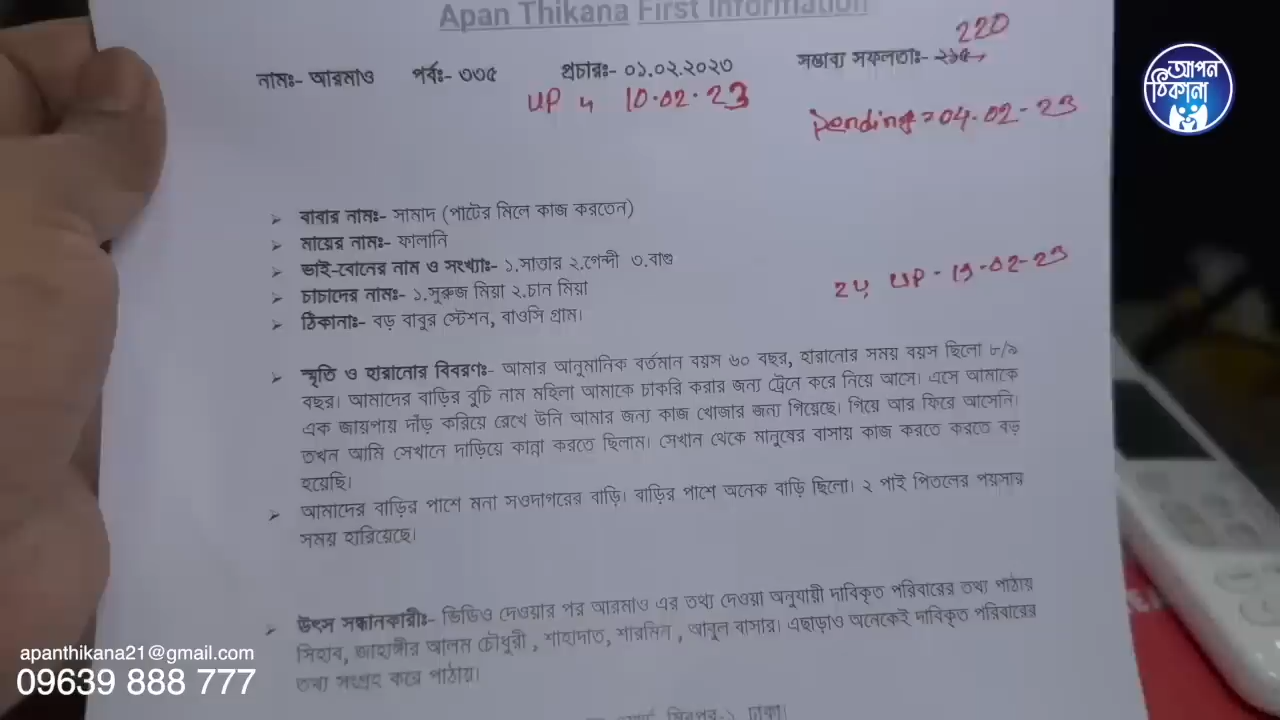 Apan Thikana First Information
220
নামঃ- আরমাও পর্বঃ- ৩৩৫ প্রচারঃ- ০১.০২.২০২৩ সম্ভাব্য সফলতাঃ- ২১৫
UP 10.02.23
Pending = 04.02-23
আপন ঠিকানা
➢ বাবার নামঃ- সামাদ (পাটের মিলে কাজ করতেন)
➢ মায়ের নামঃ- ফালানি
➢ ভাই-বোনের নাম ও সংখ্যাঃ- ১.সাত্তার ২.গেন্দী ৩.বাগু
➢ চাচাদের নামঃ- ১.সুরুজ মিয়া ২.চান মিয়া
➢ ঠিকানাঃ- বড় বাবুর স্টেশন, বাওসি গ্রাম।
UP - 19-02-23
➢ স্মৃতি ও হারানোর বিবরণঃ- আমার আনুমানিক বর্তমান বয়স ৬০ বছর, হারানোর সময় বয়স ছিলো ৮/৯
বছর। আমাদের বাড়ির বুচি নাম মহিলা আমাকে চাকরি করার জন্য ট্রেনে করে নিয়ে আসে। এসে আমাকে
এক জায়গায় দাঁড় করিয়ে রেখে উনি আমার জন্য কাজ খোজার জন্য গিয়েছে। গিয়ে আর ফিরে আসেনি।
তখন আমি সেখানে দাড়িয়ে কান্না করতে ছিলাম। সেখান থেকে মানুষের বাসায় কাজ করতে করতে বড়
হয়েছি।
➢ আমাদের বাড়ির পাশে মনা সওদাগরের বাড়ি। বাড়ির পাশে অনেক বাড়ি ছিলো। ২ পাই পিতলের পয়সার
সময় হারিয়েছে।
➢ উৎস সন্ধানকারীঃ- ভিডিও দেওয়ার পর আরমাও এর তথ্য দেওয়া অনুযায়ী দাবিকৃত পরিবারের তথ্য পাঠায়
সিহাব, জাহাঙ্গীর আলম চৌধুরী, শাহাদাত, শারমিন , আবুল বাসার। এছাড়াও অনেকেই দাবিকৃত পরিবারের
তথ্য সংগ্রহ করে পাঠায়।
মিরপুর-১ ঢাকা।
apanthikana21@gmail.com
09639 888 777